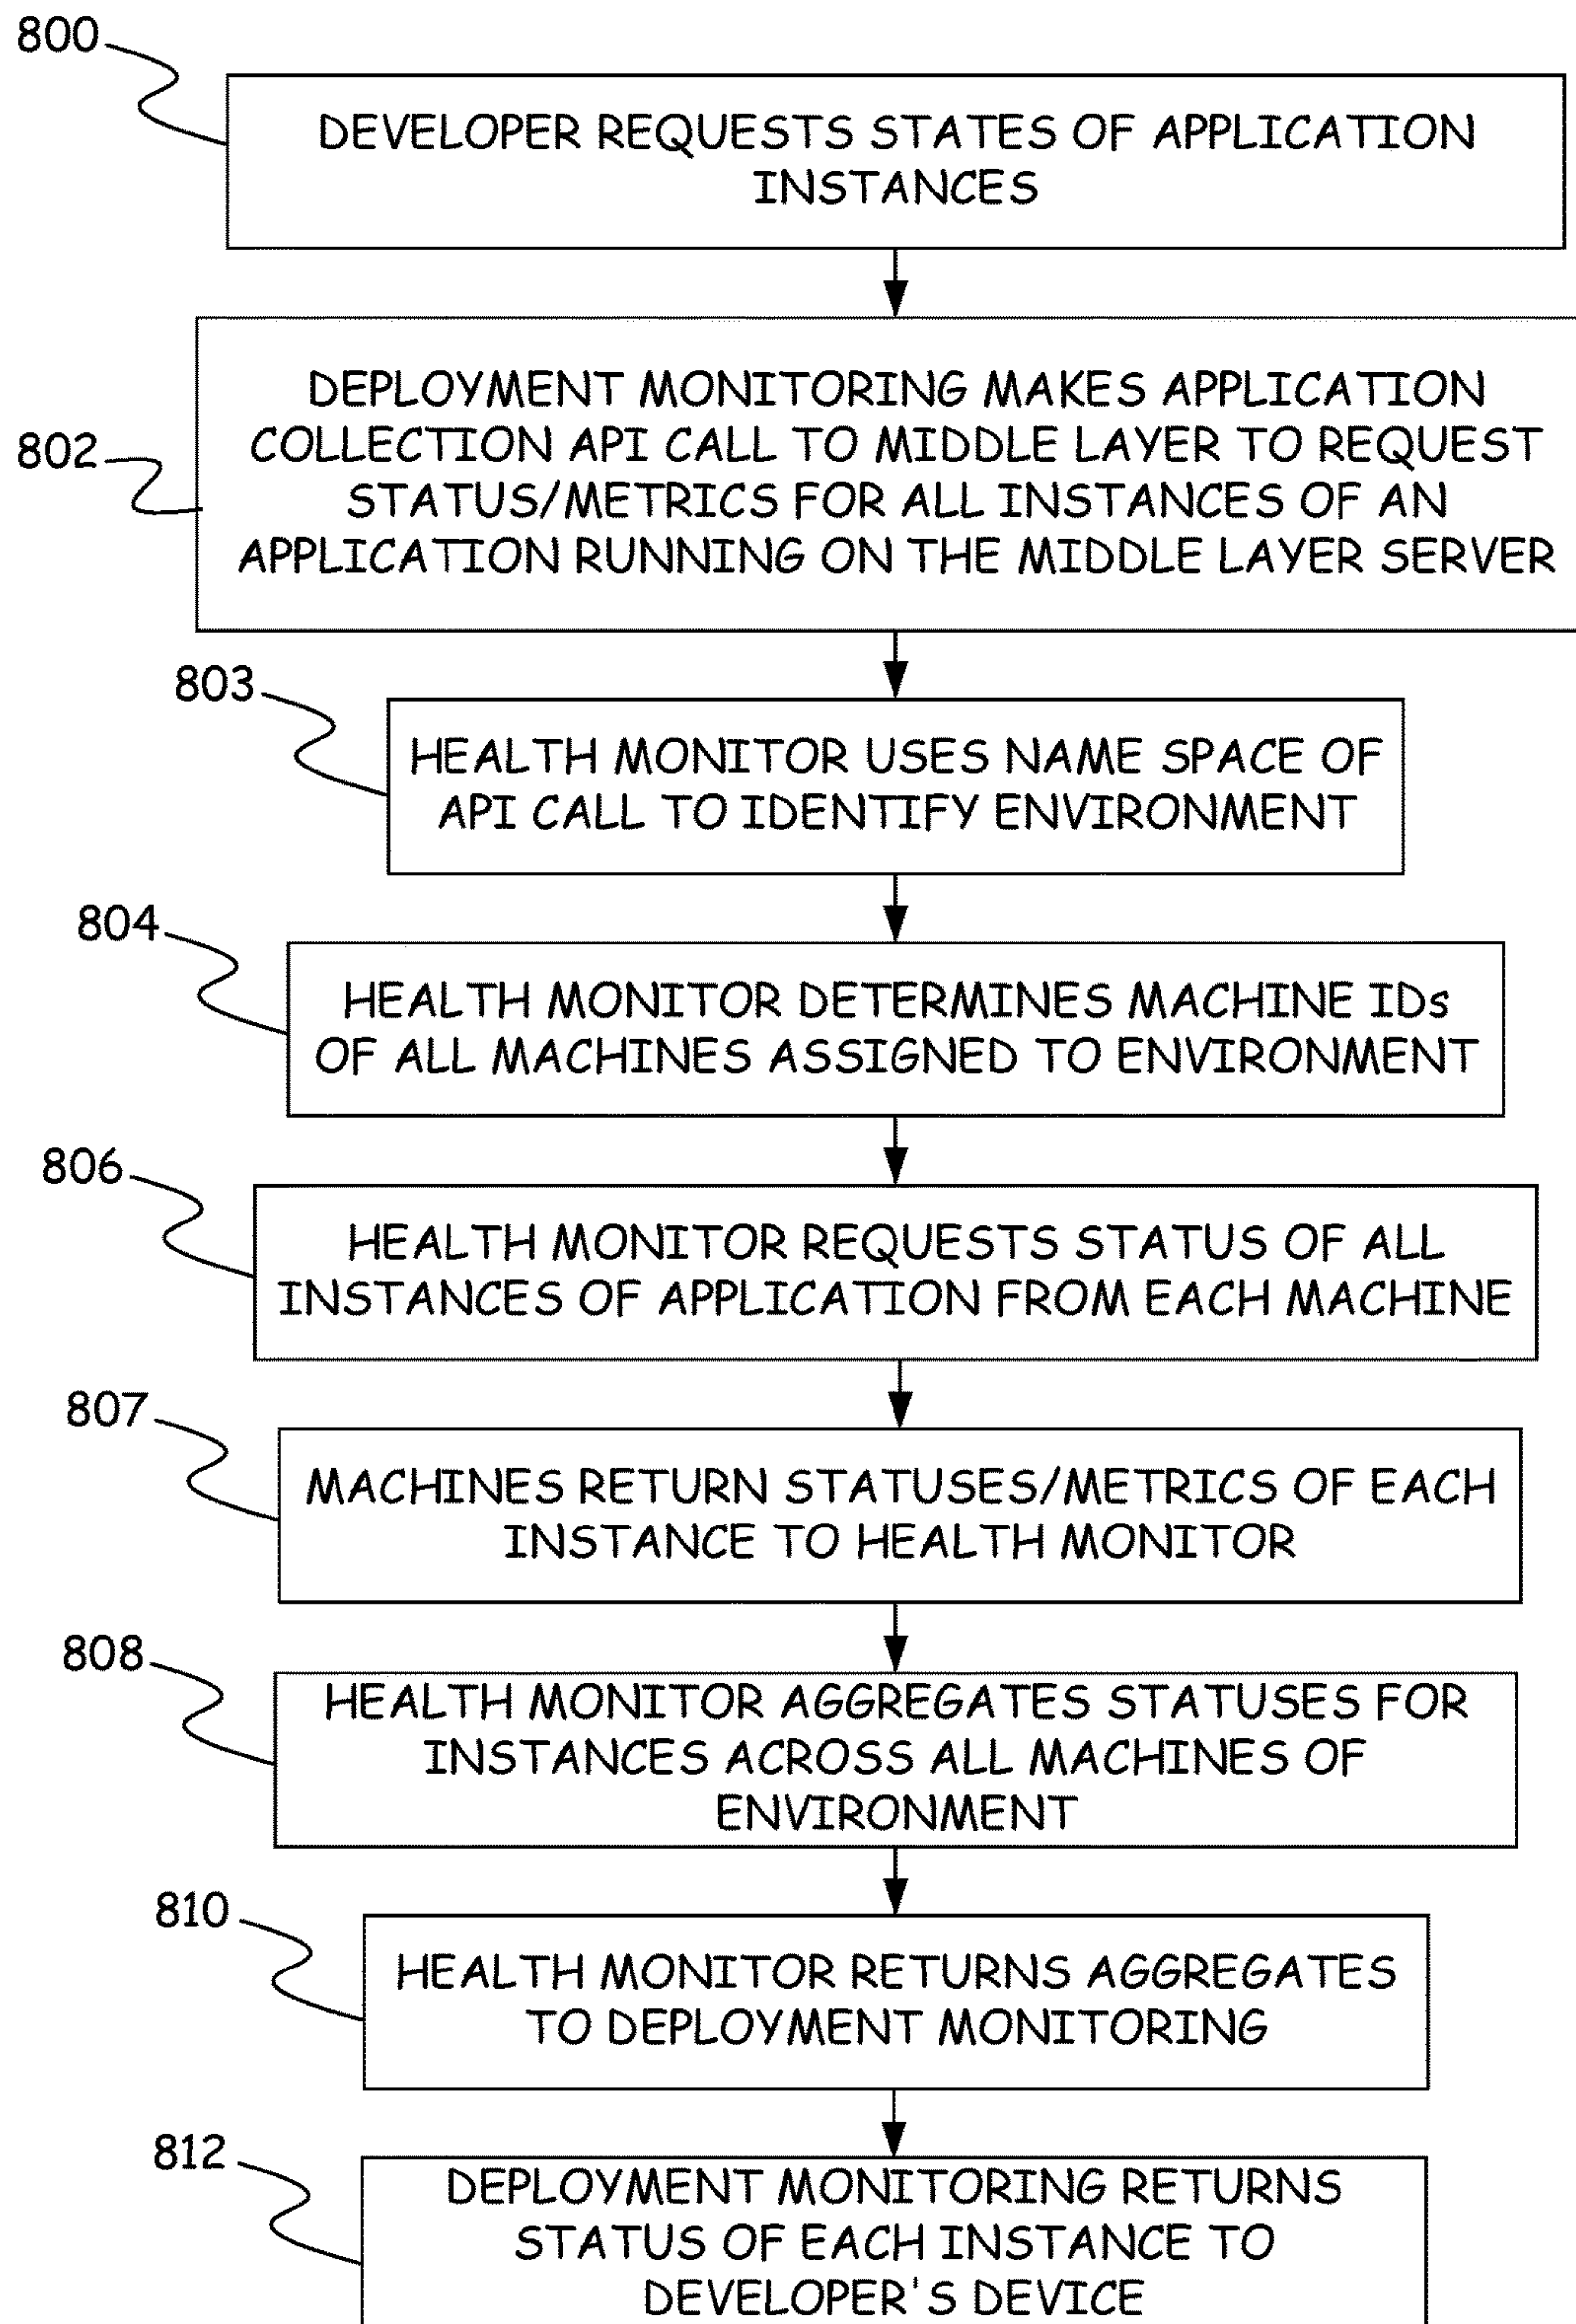 800
DEVELOPER REQUESTS STATES OF APPLICATION
INSTANCES
802
DEPLOYMENT MONITORING MAKES APPLICATION
COLLECTION API CALL TO MIDDLE LAYER TO REQUEST
STATUS/METRICS FOR ALL INSTANCES OF AN
APPLICATION RUNNING ON THE MIDDLE LAYER SERVER
803
HEALTH MONITOR USES NAME SPACE OF
API CALL TO IDENTIFY ENVIRONMENT
804
HEALTH MONITOR DETERMINES MACHINE IDs
OF ALL MACHINES ASSIGNED TO ENVIRONMENT
806
HEALTH MONITOR REQUESTS STATUS OF ALL
INSTANCES OF APPLICATION FROM EACH MACHINE
807
MACHINES RETURN STATUSES/METRICS OF EACH
INSTANCE TO HEALTH MONITOR
808
HEALTH MONITOR AGGREGATES STATUSES FOR
INSTANCES ACROSS ALL MACHINES OF
ENVIRONMENT
810
HEALTH MONITOR RETURNS AGGREGATES
TO DEPLOYMENT MONITORING
812
DEPLOYMENT MONITORING RETURNS
STATUS OF EACH INSTANCE TO
DEVELOPER'S DEVICE